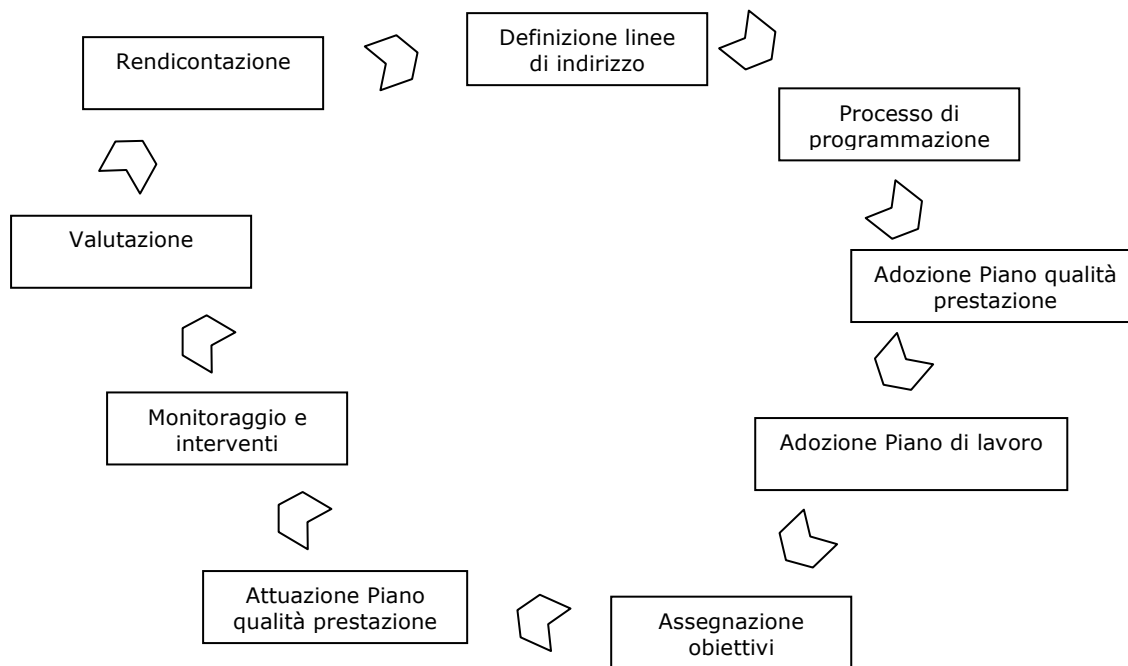 Definizione linee
di indirizzo
Processo di
programmazione
Adozione Piano qualità
prestazione
Adozione Piano di lavoro
Assegnazione
obiettivi
Attuazione Piano
qualità prestazione
Monitoraggio e
interventi
Valutazione
Rendicontazione